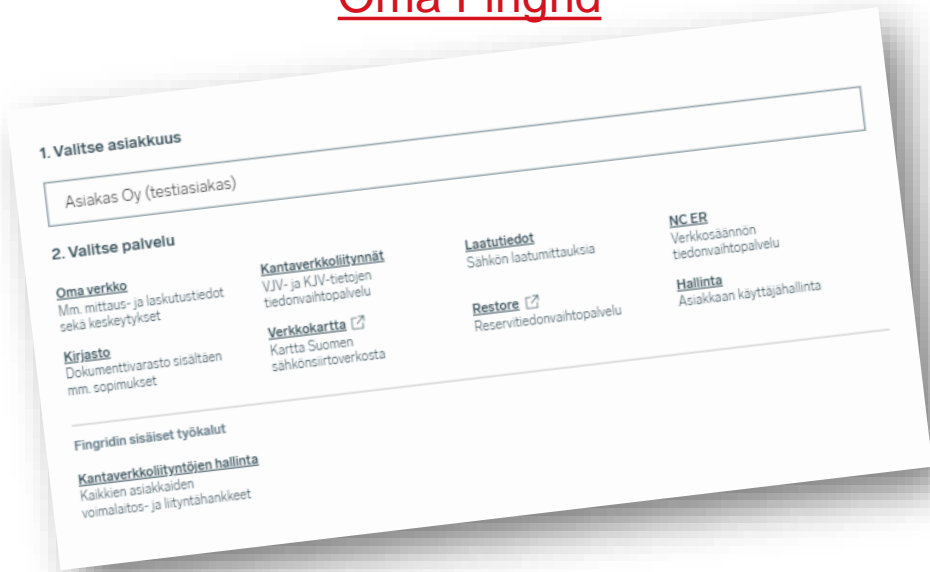 Oma Fingrid
1. Valitse asiakkuus
Asiakas Oy (testiasiakas)
2. Valitse palvelu
Oma verkko
Mm. mittaus- ja laskutustiedot
sekä keskeytykset
Kantaverkkoliitynnät
VJV- ja KJV-tietojen
tiedonvaihtopalvelu
Laatutiedot
Sähkön laatumittauksia
NC ER
Verkkosäännön
tiedonvaihtopalvelu
Kirjasto
Dokumenttivarasto sisältäen
mm. sopimukset
Verkkokartta
Kartta Suomen
sähkönsiirtoverkosta
Restore
Reservitiedonvaihtopalvelu
Hallinta
Asiakkaan käyttäjähallinta
Fingridin sisäiset työkalut
Kantaverkkoliityntöjen hallinta
Kaikkien asiakkaiden
voimalaitos- ja liityntähankkeet